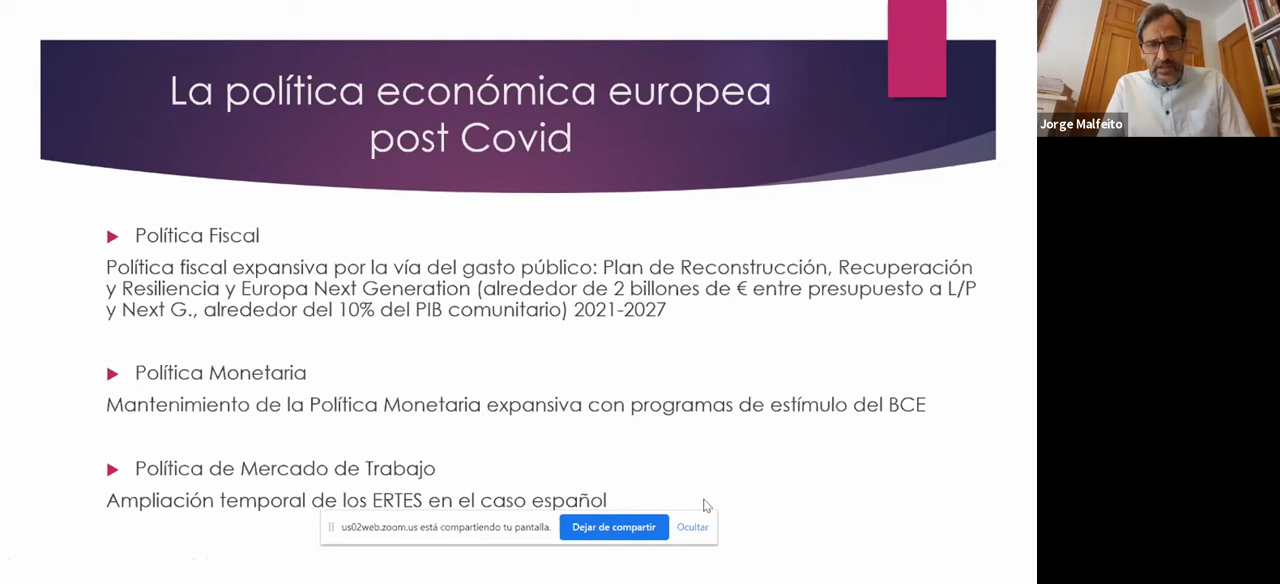 La política económica europea
post Covid
Política Fiscal
Política fiscal expansiva por la vía del gasto público: Plan de Reconstrucción, Recuperación
y Resiliencia y Europa Next Generation (alrededor de 2 billones de € entre presupuesto a L/P
y Next G., alrededor del 10% del PIB comunitario) 2021-2027
Política Monetaria
Mantenimiento de la Política Monetaria expansiva con programas de estímulo del BCE
Política de Mercado de Trabajo
Ampliación temporal de los ERTES en el caso español
us02web.zoom.us está compartiendo tu pantalla. Dejar de compartir Ocultar
Jorge Malfeito